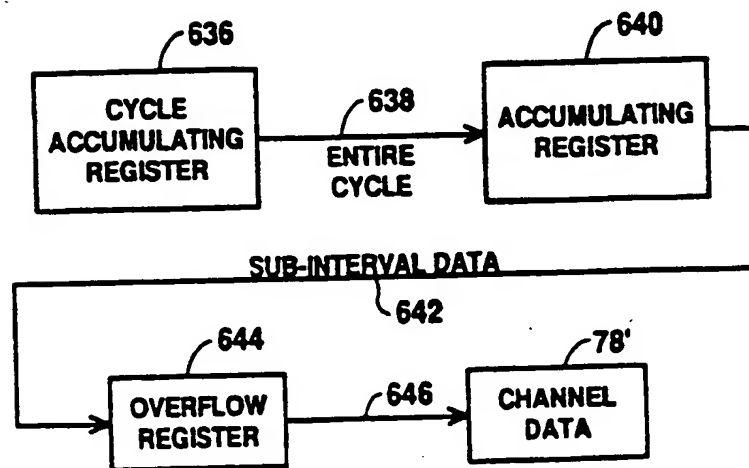 636
640
CYCLE
ACCUMULATING
REGISTER
638
ENTIRE
CYCLE
ACCUMULATING
REGISTER
SUB-INTERVAL DATA
642
644
78'
OVERFLOW
REGISTER
646
CHANNEL
DATA